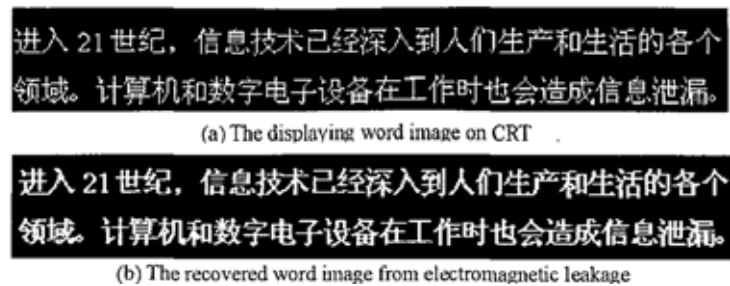 进入 21 世纪，信息技术已经深入到人们生产和生活的各个
领域。计算机和数字电子设备在工作时也会造成信息泄漏。
(a) The displaying word image on CRT
进入 21 世纪，信息技术已经深入到人们生产和生活的各个
领域。计算机和数字电子设备在工作时也会造成信息泄漏。
(b) The recovered word image from electromagnetic leakage